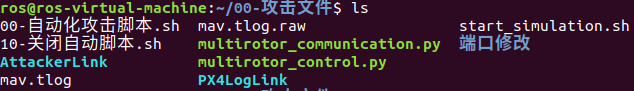 ros@ros-virtual-machine:~/00-攻击文件$ ls
00-自动化攻击脚本.sh mav.tlog.raw start_simulation.sh
10-关闭自动脚本.sh multirotor_communication.py 端口修改
AttackerLink multirotor_control.py
mav.tlog PX4LogLink